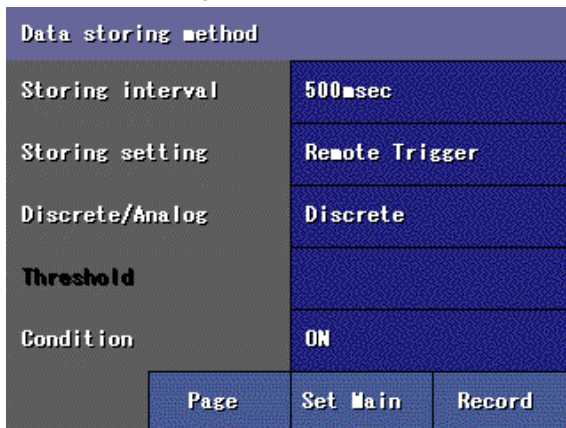 Data storing method
Storing interval 500msec
Storing setting Remote Trigger
Discrete/Analog Discrete
Threshold
Condition ON
Page Set Main Record